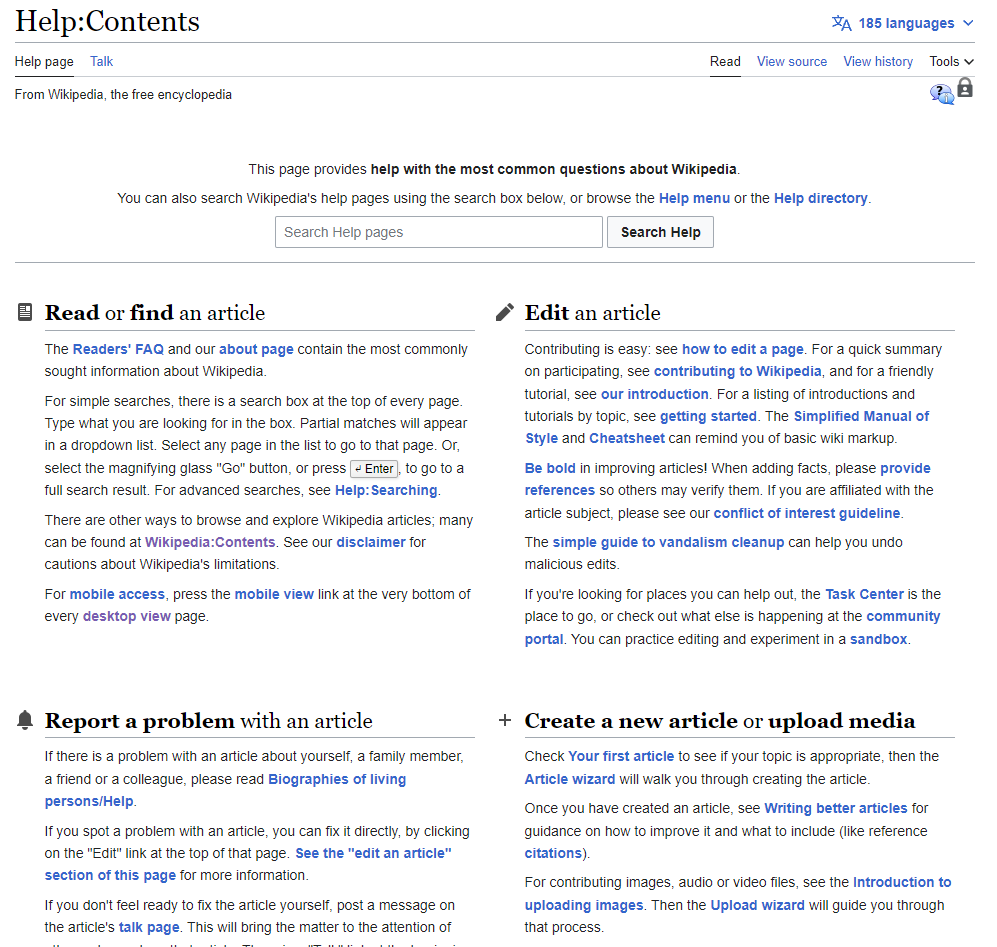 Help:Contents
185 languages
Help page Talk Read View source View history Tools
From Wikipedia, the free encyclopedia
This page provides help with the most common questions about Wikipedia.
You can also search Wikipedia's help pages using the search box below, or browse the Help menu or the Help directory.
Search Help pages Search Help
Read or find an article
The Readers' FAQ and our about page contain the most commonly
sought information about Wikipedia.
For simple searches, there is a search box at the top of every page.
Type what you are looking for in the box. Partial matches will appear
in a dropdown list. Select any page in the list to go to that page. Or,
select the magnifying glass "Go" button, or press ⏎ Enter, to go to a
full search result. For advanced searches, see Help:Searching.
There are other ways to browse and explore Wikipedia articles; many
can be found at Wikipedia:Contents. See our disclaimer for
cautions about Wikipedia's limitations.
For mobile access, press the mobile view link at the very bottom of
every desktop view page.
Edit an article
Contributing is easy: see how to edit a page. For a quick summary
on participating, see contributing to Wikipedia, and for a friendly
tutorial, see our introduction. For a listing of introductions and
tutorials by topic, see getting started. The Simplified Manual of
Style and Cheatsheet can remind you of basic wiki markup.
Be bold in improving articles! When adding facts, please provide
references so others may verify them. If you are affiliated with the
article subject, please see our conflict of interest guideline.
The simple guide to vandalism cleanup can help you undo
malicious edits.
If you're looking for places you can help out, the Task Center is the
place to go, or check out what else is happening at the community
portal. You can practice editing and experiment in a sandbox.
Report a problem with an article
If there is a problem with an article about yourself, a family member,
a friend or a colleague, please read Biographies of living
persons/Help.
If you spot a problem with an article, you can fix it directly, by clicking
on the "Edit" link at the top of that page. See the "edit an article"
section of this page for more information.
If you don't feel ready to fix the article yourself, post a message on
the article's talk page. This will bring the matter to the attention of
Create a new article or upload media
Check Your first article to see if your topic is appropriate, then the
Article wizard will walk you through creating the article.
Once you have created an article, see Writing better articles for
guidance on how to improve it and what to include (like reference
citations).
For contributing images, audio or video files, see the Introduction to
uploading images. Then the Upload wizard will guide you through
that process.